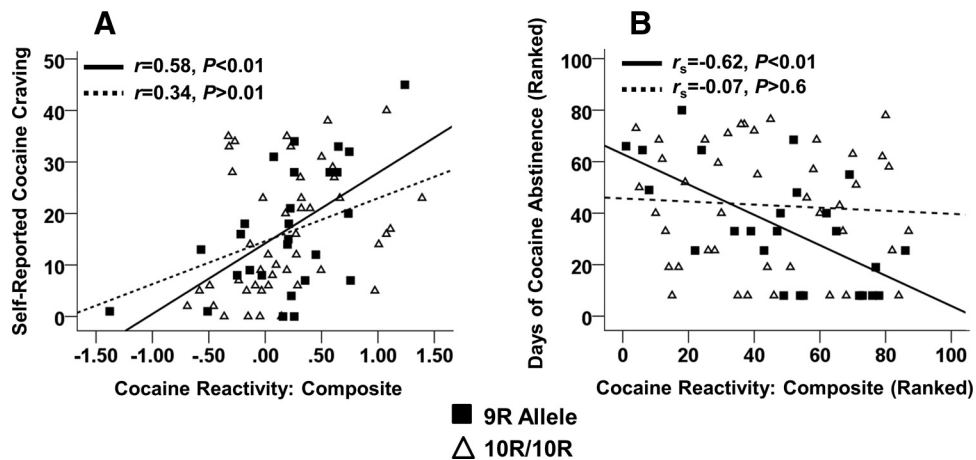 A
Self-Reported Cocaine Craving
50
40
30
20
10
0
r=0.58, P<0.01
r=0.34, P>0.01
-1.50 -1.00 -.50 .00 .50 1.00 1.50
Cocaine Reactivity: Composite
B
Days of Cocaine Abstinence (Ranked)
100
80
60
40
20
0
rs=-0.62, P<0.01
rs=-0.07, P>0.6
0 20 40 60 80 100
Cocaine Reactivity: Composite (Ranked)
9R Allele
10R/10R